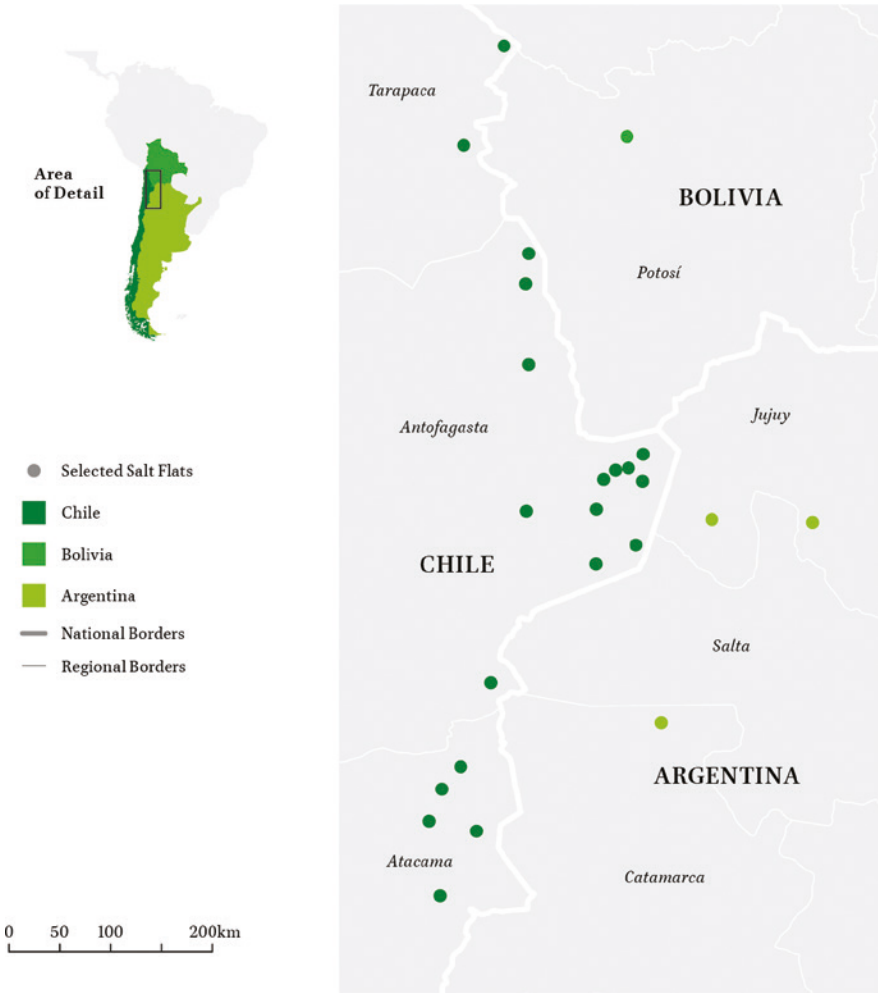 Area
of Detail
Selected Salt Flats
Chile
Bolivia
Argentina
National Borders
Regional Borders
0 50 100 200km
Tarapaca
BOLIVIA
Potosí
Antofagasta
Jujuy
CHILE
Salta
ARGENTINA
Atacama
Catamarca